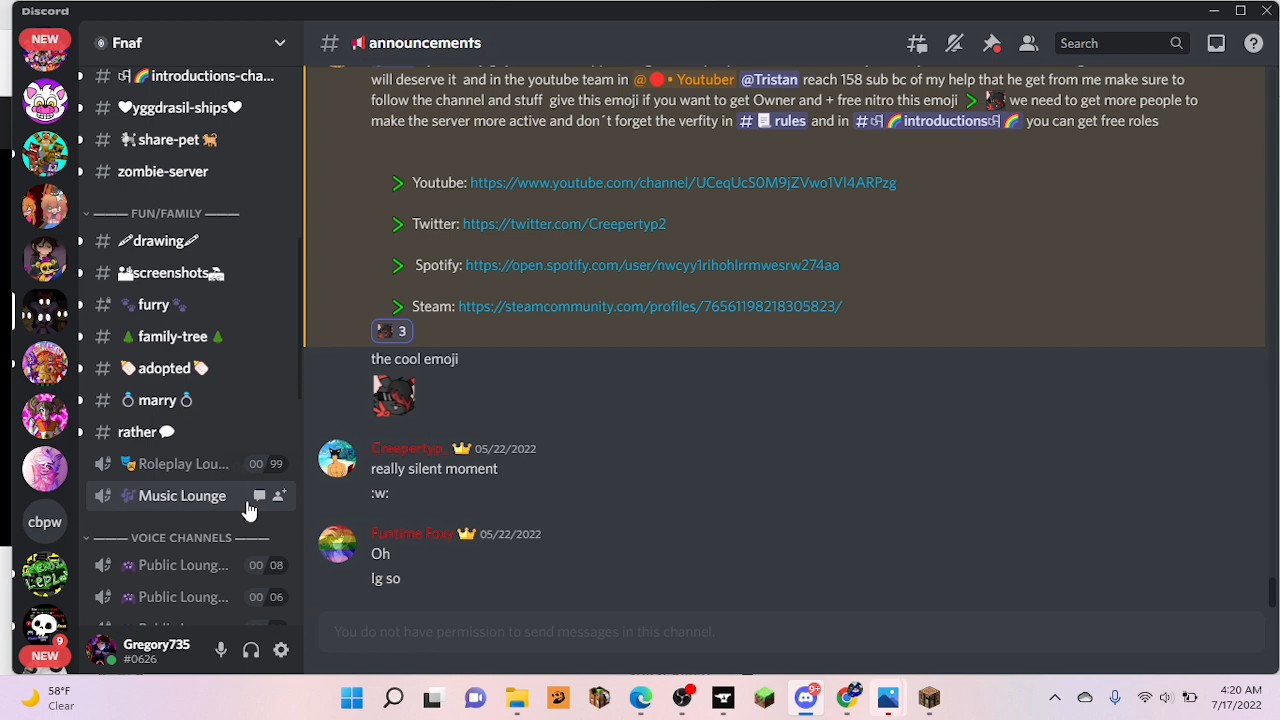 Discord
NEW
Fnaf
announcements
Search
introductions-cha...
will deserve it and in the youtube team in @ • Youtuber @Tristan reach 158 sub bc of my help that he get from me make sure to
follow the channel and stuff give this emoji if you want to get Owner and + free nitro this emoji > we need to get more people to
make the server more active and don´t forget the verfity in # rules and in # introductions you can get free roles
yggdrasil-ships
share-pet
zombie-server
> Youtube: https://www.youtube.com/channel/UCeqUcS0M9jZVwo1Vl4ARPzg
——— FUN/FAMILY ———
> Twitter: https://twitter.com/Creepertyp2
drawing
> Spotify: https://open.spotify.com/user/nwcyy1rihohlrrmwesrw274aa
screenshots
> Steam: https://steamcommunity.com/profiles/76561198218305823/
furry
3
family-tree
the cool emoji
adopted
marry
rather
Creepertyp_ 05/22/2022
Roleplay Lou... 00 99
really silent moment
Music Lounge
:w:
cbpw
——— VOICE CHANNELS ———
Funtime Foxy 05/22/2022
Oh
Public Loung... 00 08
Ig so
Public Loung... 00 06
You do not have permission to send messages in this channel.
9
NEW
Gregory735
#0626
58°F
Clear
9+
4:20 AM
7/17/2022